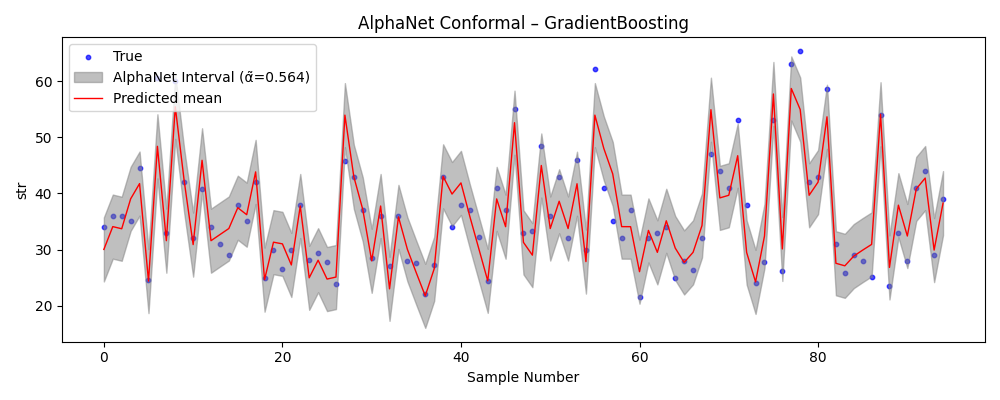 AlphaNet Conformal – GradientBoosting
True
AlphaNet Interval (α̃=0.564)
Predicted mean
str
60
50
40
30
20
0
20
40
60
80
Sample Number